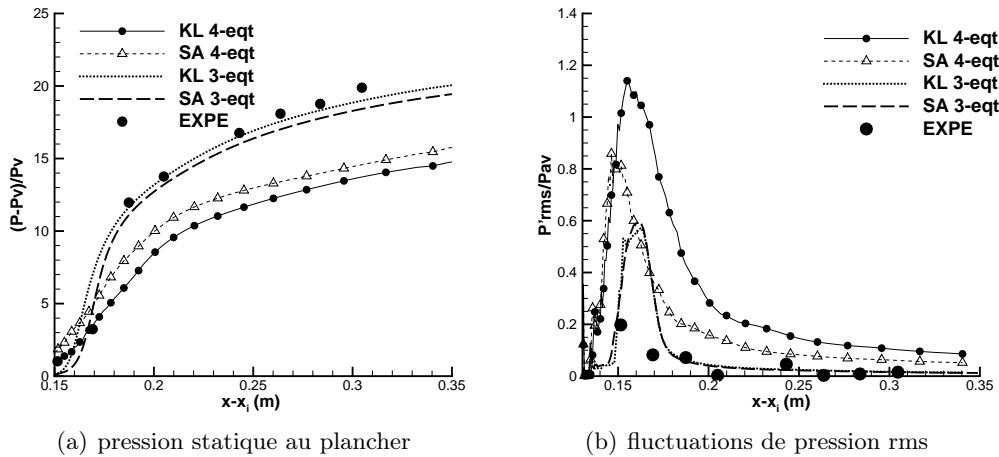 25
20
15
10
5
0
0.15
0.2
0.25
0.3
0.35
(P-Pv)/Pv
x-xi (m)
KL 4-eqt
SA 4-eqt
KL 3-eqt
SA 3-eqt
EXPE
(a) pression statique au plancher
1.4
1.2
1
0.8
0.6
0.4
0.2
0
0.15
0.2
0.25
0.3
0.35
P'rms/Pav
x-xi (m)
KL 4-eqt
SA 4-eqt
KL 3-eqt
SA 3-eqt
EXPE
(b) fluctuations de pression rms